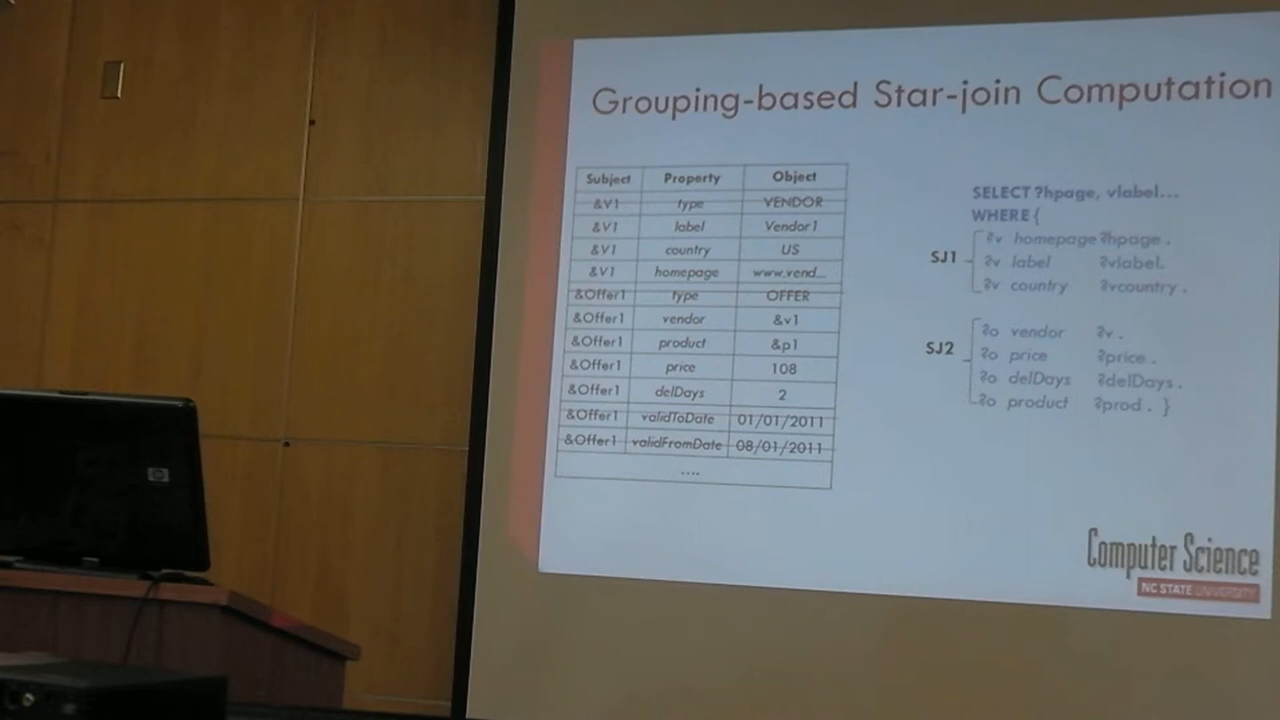 Grouping-based Star-join Computation
Subject Property Object
&V1 type VENDOR
&V1 label Vendor1
&V1 country US
&V1 homepage www.vend...
&Offer1 type OFFER
&Offer1 vendor &v1
&Offer1 product &p1
&Offer1 price 108
&Offer1 delDays 2
&Offer1 validToDate 01/01/2011
&Offer1 validFromDate 08/01/2011
....
SELECT ?hpage, vlabel...
WHERE {
SJ1
?v homepage ?hpage .
?v label ?vlabel.
?v country ?vcountry .
SJ2
?o vendor ?v .
?o price ?price .
?o delDays ?delDays .
?o product ?prod . }
Computer Science
NC STATE UNIVERSITY
hp